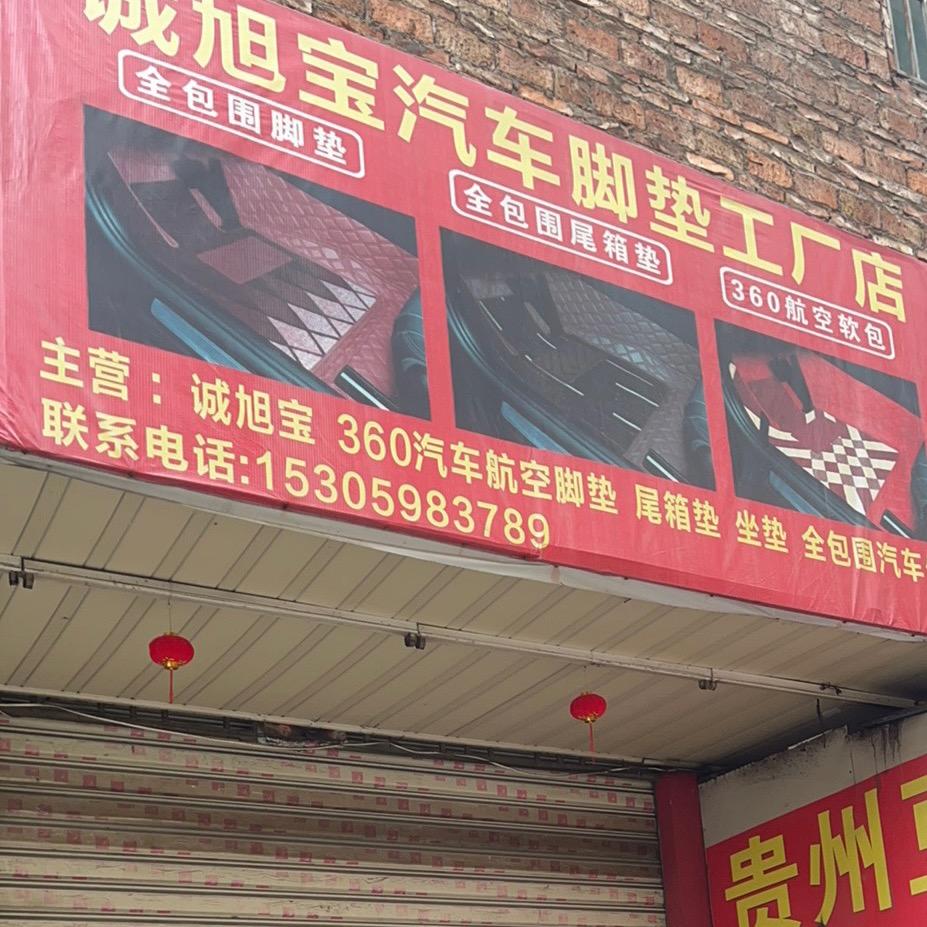 诚旭宝汽车脚垫工厂店
全包围脚垫
全包围尾箱垫
360航空软包
主营：诚旭宝 360汽车航空脚垫 尾箱垫 坐垫 全包围汽车
联系电话:15305983789
贵州